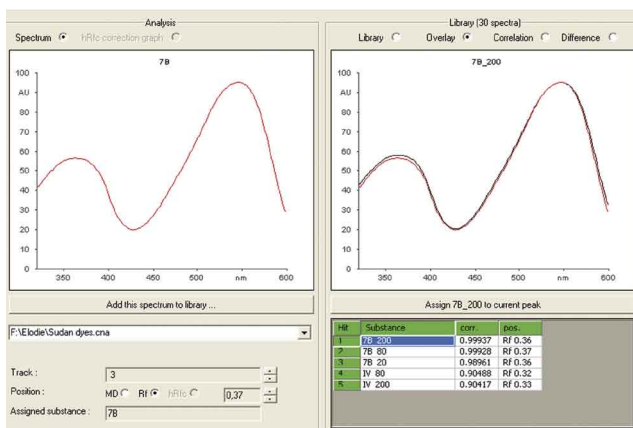 Analysis
Spectrum hRfc correction graph
7B
100
AU
80
70
60
50
40
30
20
10
0
350 400 450 500 nm 600
Add this spectrum to library ...
F:\Elodie\Sudan dyes.cna
Track : 3
Position : MD Rf hRfc 0,37
Assigned substance : 7B
Library (30 spectra)
Library Overlay Correlation Difference
7B_200
100
AU
80
70
60
50
40
30
20
10
0
350 400 450 500 nm 600
Assign 7B_200 to current peak
Hit Substance corr. pos.
1 7B 200 0.99937 Rf 0.36
2 7B 80 0.99928 Rf 0.37
3 7B 20 0.98961 Rf 0.36
4 IV 80 0.90488 Rf 0.32
5 IV 200 0.90417 Rf 0.33